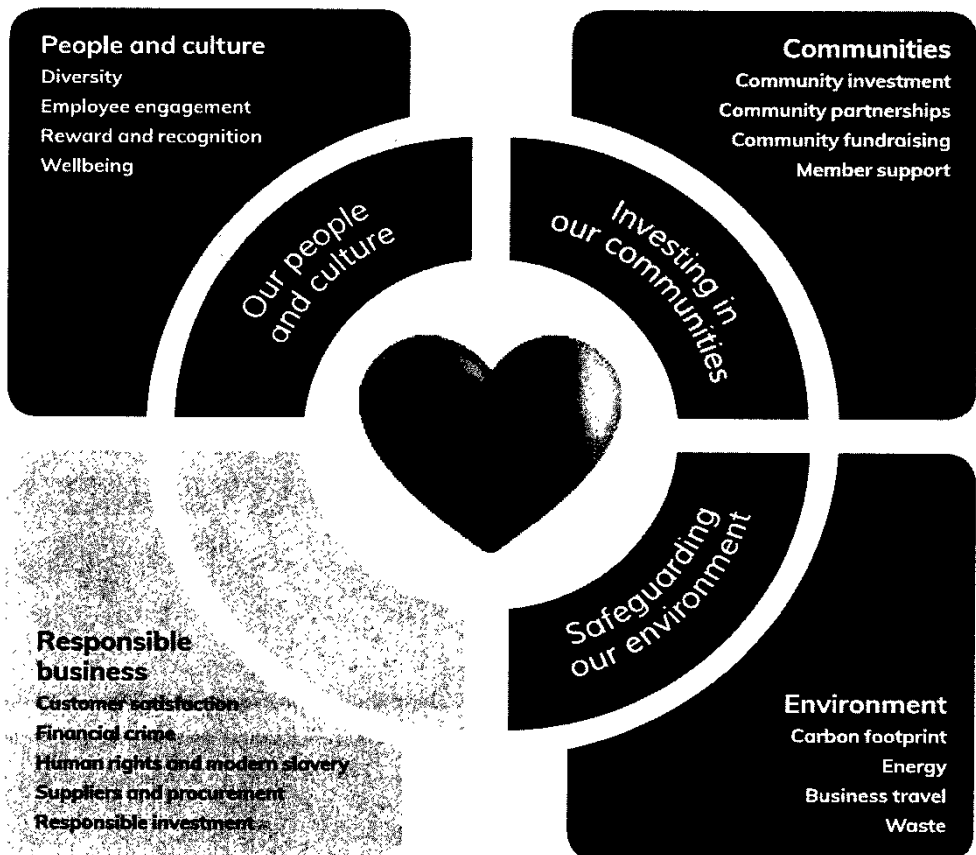 People and culture
Diversity
Employee engagement
Reward and recognition
Wellbeing
Communities
Community investment
Community partnerships
Community fundraising
Member support
Our people
and culture
Investing in
our communities
Safeguarding
our environment
Responsible
business
Customer satisfaction
Financial crime
Human rights and modern slavery
Suppliers and procurement
Responsible investment
Environment
Carbon footprint
Energy
Business travel
Waste